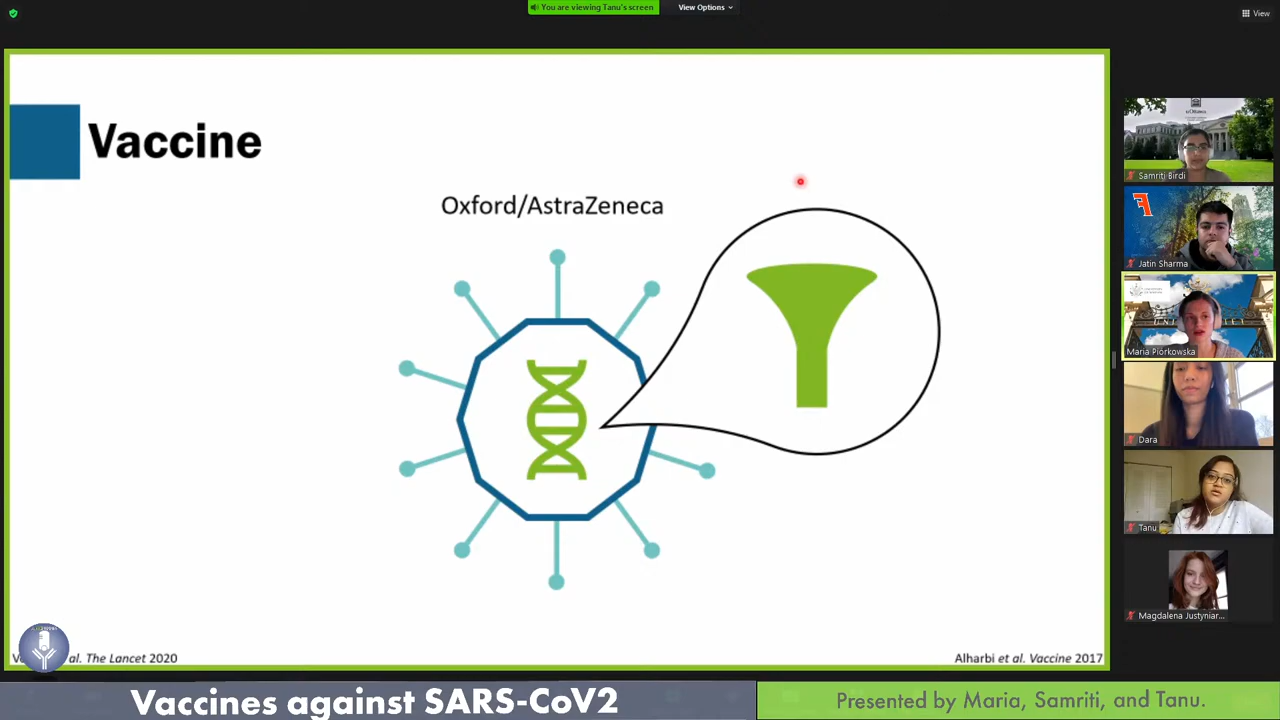 You are viewing Tanu's screen
View Options
View
Vaccine
Oxford/AstraZeneca
al. The Lancet 2020
Alharbi et al. Vaccine 2017
Samriti Birdi
Jatin Sharma
Maria Piórkowska
Dara
Tanu
Magdalena Justyniar...
Vaccines against SARS-CoV2
Presented by Maria, Samriti, and Tanu.